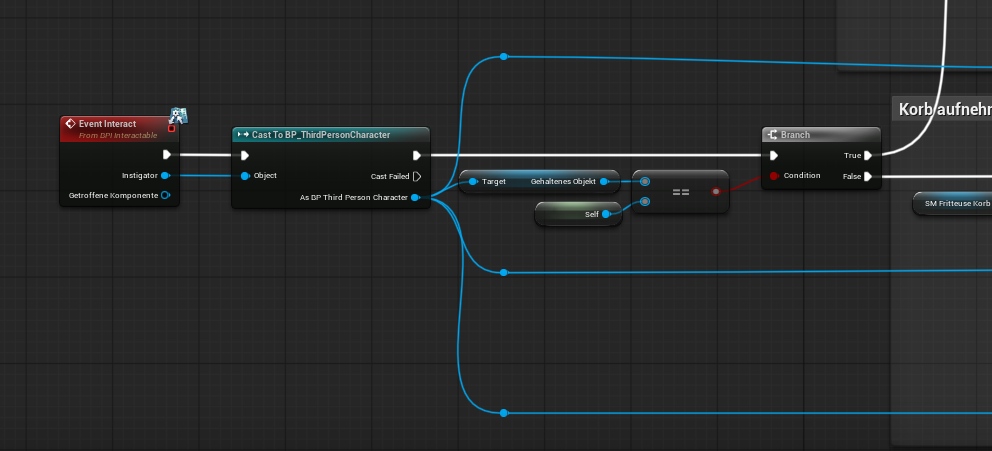 Event Interact
From BPI Interactable
Instigator
Getroffene Komponente
Cast To BP_ThirdPersonCharacter
Object
Cast Failed
As BP Third Person Character
Target
Gehaltenes Objekt
Self
==
Branch
True
Condition
False
Korb aufnehm
SM Fritteuse Korb